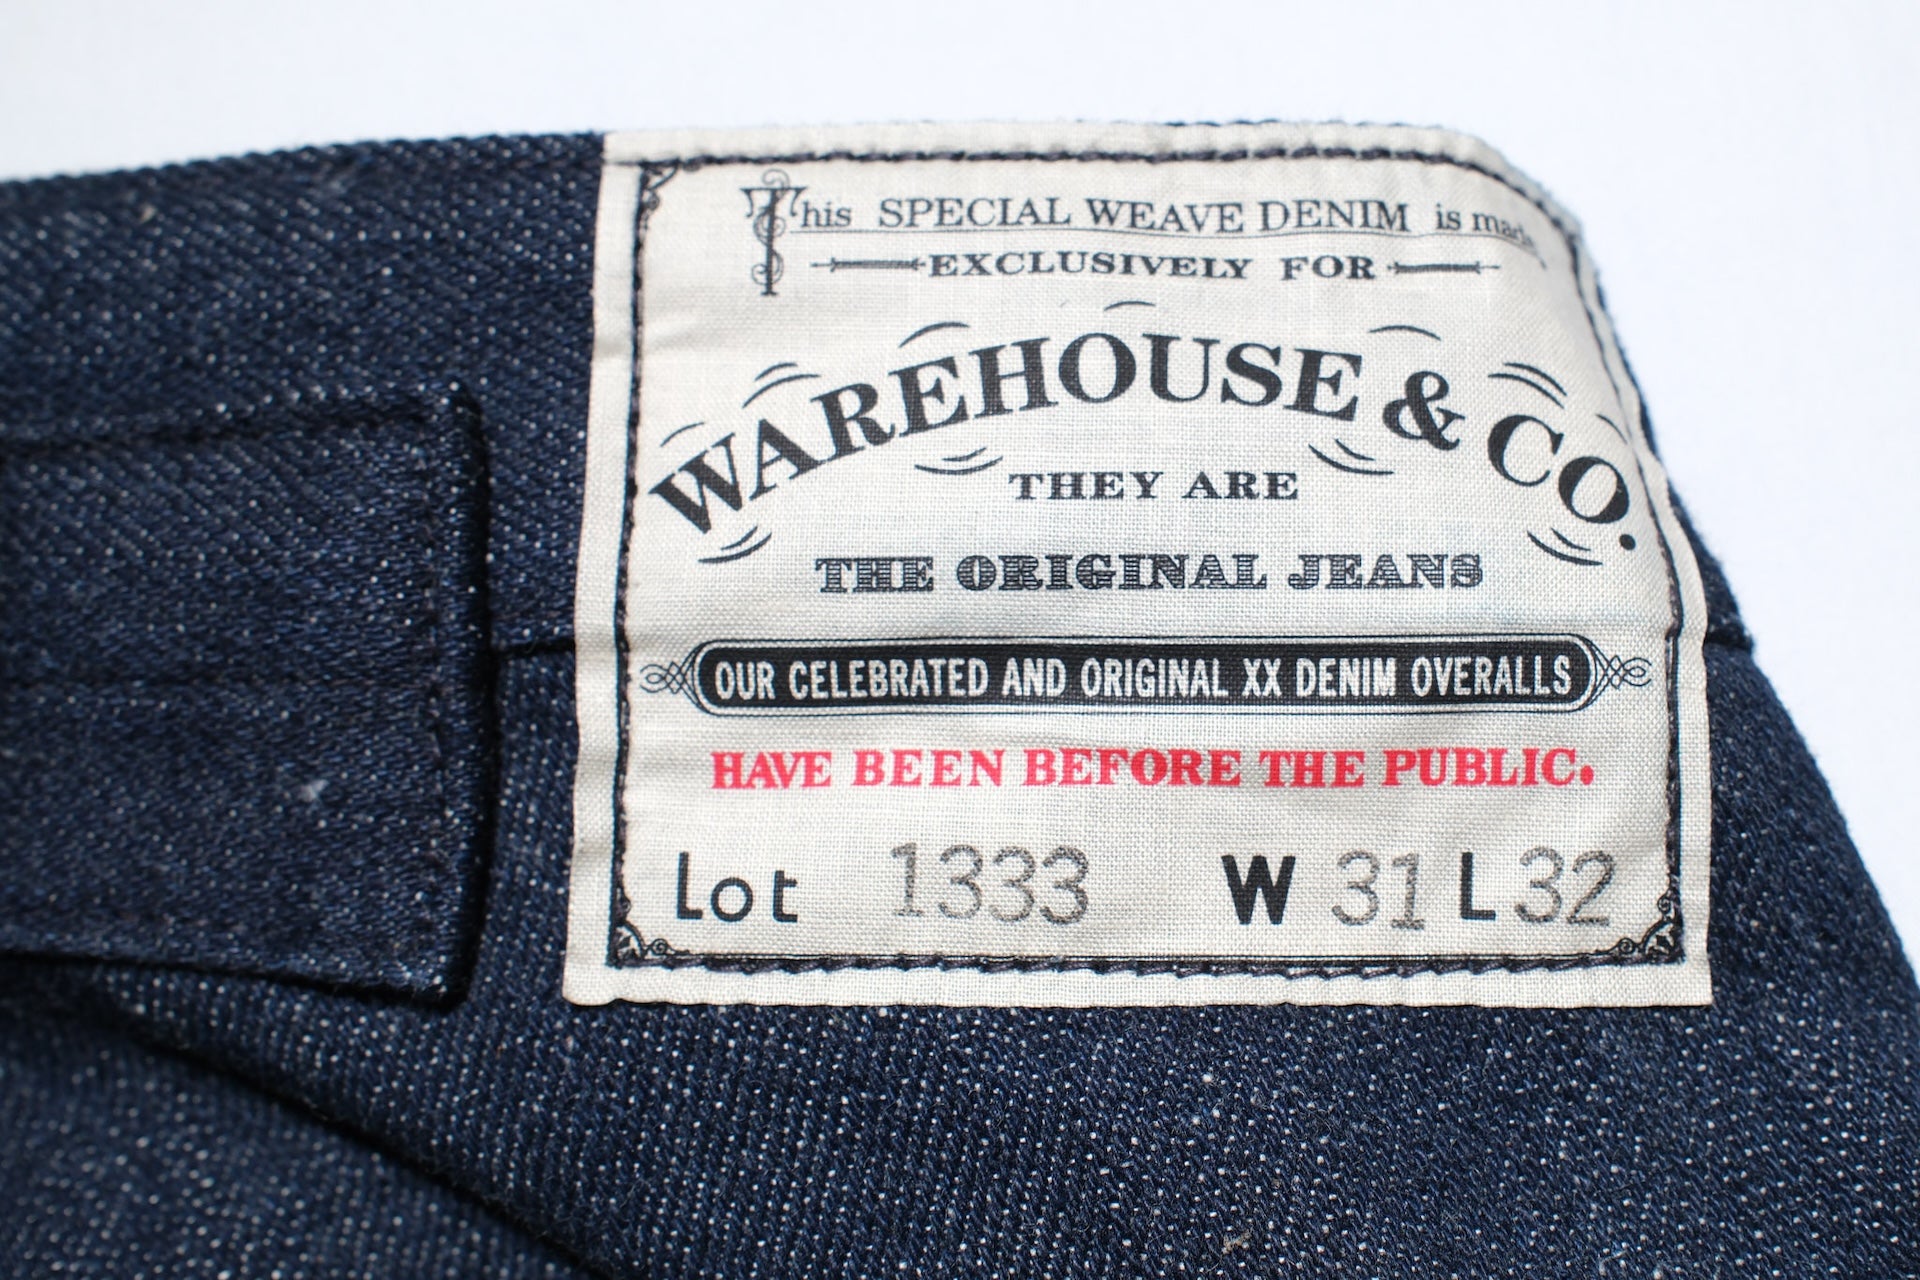 This SPECIAL WEAVE DENIM is made
EXCLUSIVELY FOR
WAREHOUSE & CO.
THEY ARE
THE ORIGINAL JEANS
OUR CELEBRATED AND ORIGINAL XX DENIM OVERALLS
HAVE BEEN BEFORE THE PUBLIC.
Lot 1333 W 31 L 32